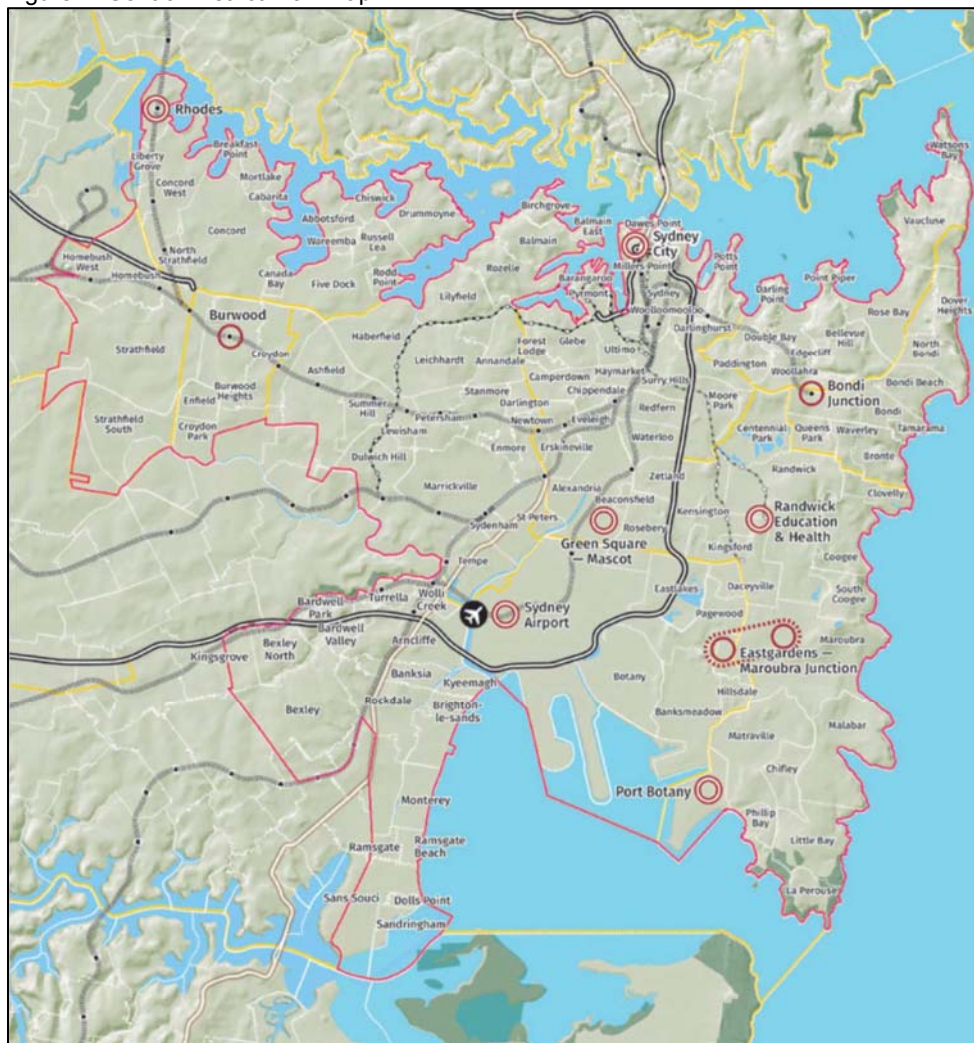 Rhodes
Watsons
Bay
Breakfast
Point
Liberty
Grove
Mortlake
Concord
West
Cabarita
Chiswick
Abbotsford
Drummoyne
Birchgrove
Vaucluse
Concord
Wareemba
Russell
Lea
Balmain
East
Dawes Point
Sydney
City
Balmain
Millers Point
Potts
Point
Homebush
West
North
Strathfield
Homebush
Canada
Bay
Five Dock
Rodd
Point
Rozelle
Barangaroo
Pyrmont
Sydney
Darling
Point
Point Piper
Rose Bay
Dover
Heights
Lilyfield
Woolloomooloo
Burwood
Haberfield
Forest
Lodge
Glebe
Ultimo
Darlinghurst
Double Bay
Bellevue
Hill
North
Bondi
Strathfield
Croydon
Ashfield
Leichhardt
Annandale
Camperdown
Haymarket
Edgecliff
Woollahra
Paddington
Surry Hills
Chippendale
Stanmore
Darlington
Bondi
Junction
Bondi Beach
Burwood
Heights
Enfield
Summer
Hill
Petersham
Newtown
Eveleigh
Redfern
Moore
Park
Bondi
Strathfield
South
Croydon
Park
Lewisham
Enmore
Erskineville
Waterloo
Centennial
Park
Queens
Park
Waverley
Tamarama
Bronte
Dulwich Hill
Randwick
Marrickville
Alexandria
Zetland
Clovelly
Beaconsfield
St Peters
Rosebery
Kensington
Randwick
Education
& Health
Sydenham
Green Square
— Mascot
Kingsford
Coogee
Tempe
Eastlakes
Daceyville
South
Coogee
Bardwell
Park
Turrella
Wolli
Creek
Sydney
Airport
Pagewood
Bardwell
Valley
Arncliffe
Maroubra
Kingsgrove
Bexley
North
Eastgardens —
Maroubra Junction
Banksia
Kyeemagh
Botany
Hillsdale
Bexley
Rockdale
Brighton-
le-sands
Banksmeadow
Malabar
Matraville
Chifley
Port Botany
Monterey
Phillip
Bay
Ramsgate
Ramsgate
Beach
Little Bay
La Perouse
Sans Souci
Dolls Point
Sandringham